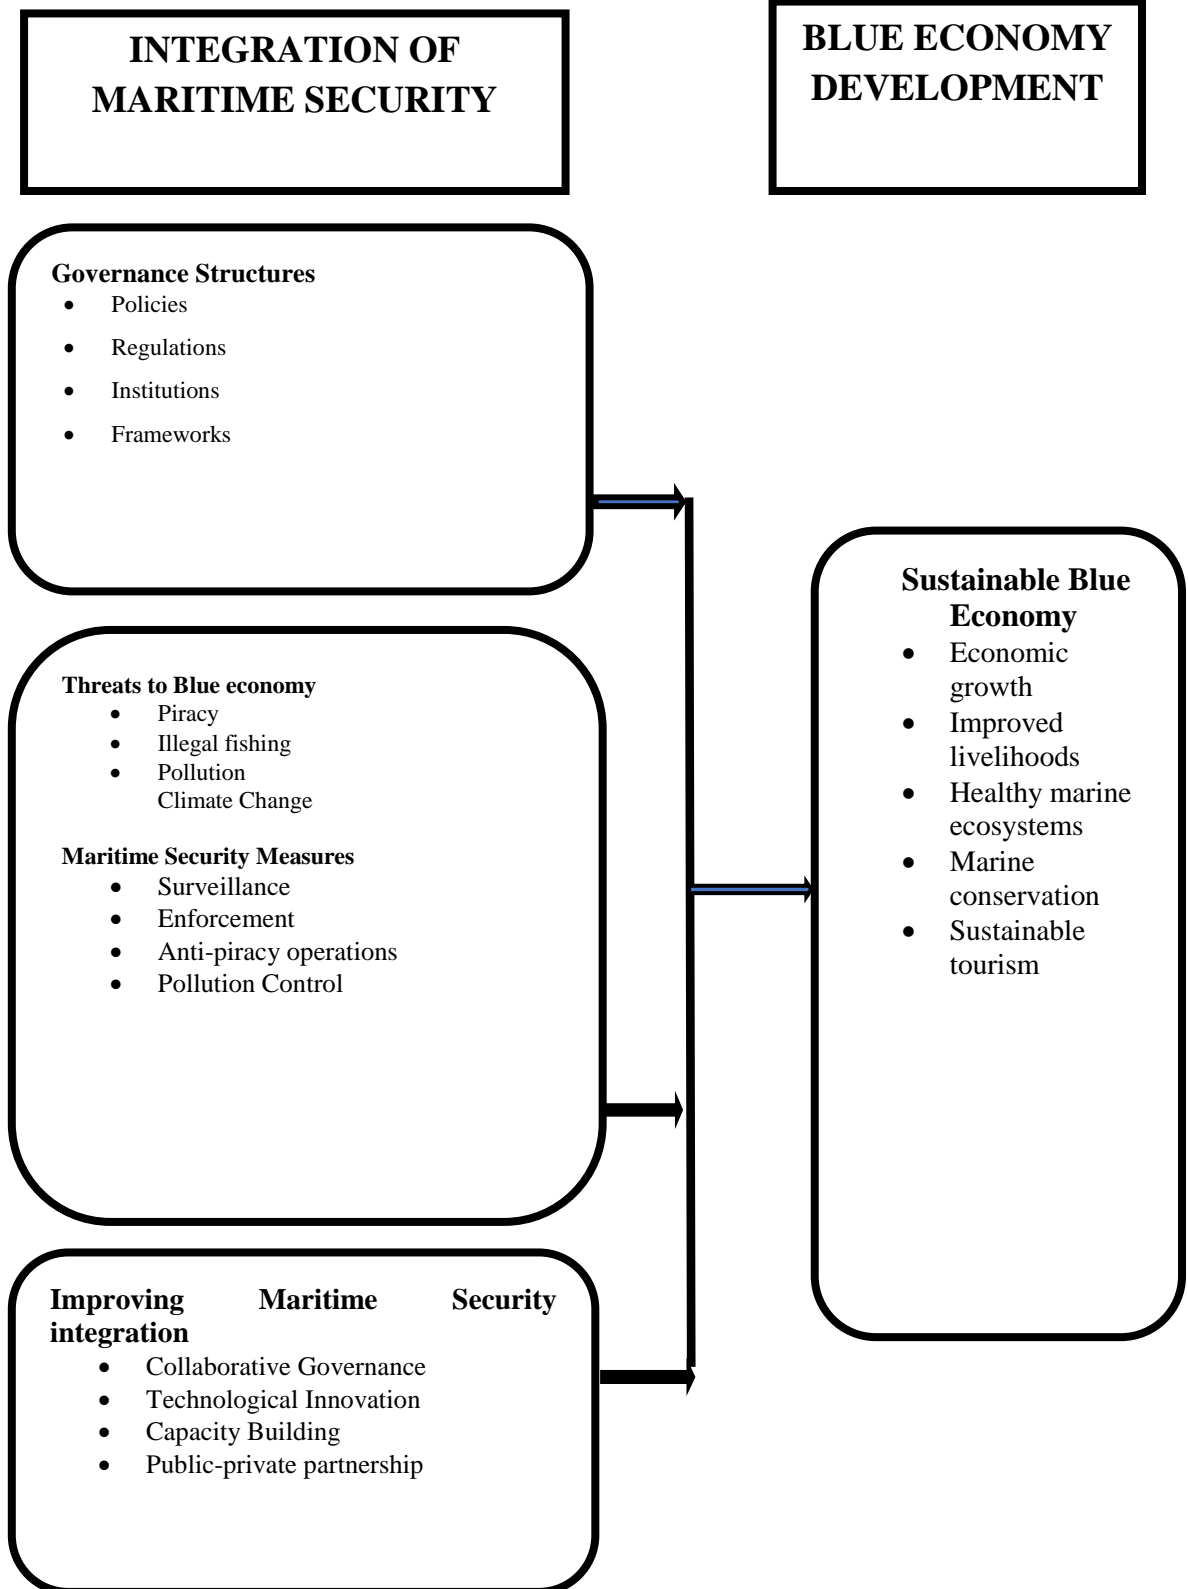 INTEGRATION OF
MARITIME SECURITY
BLUE ECONOMY
DEVELOPMENT
Governance Structures
• Policies
• Regulations
• Institutions
• Frameworks
Threats to Blue economy
• Piracy
• Illegal fishing
• Pollution
Climate Change
Maritime Security Measures
• Surveillance
• Enforcement
• Anti-piracy operations
• Pollution Control
Improving Maritime Security
integration
• Collaborative Governance
• Technological Innovation
• Capacity Building
• Public-private partnership
Sustainable Blue
Economy
• Economic
growth
• Improved
livelihoods
• Healthy marine
ecosystems
• Marine
conservation
• Sustainable
tourism